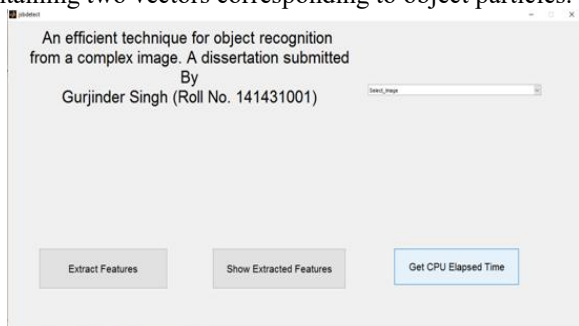 taining two vectors corresponding to object particles.
jobdetect
An efficient technique for object recognition
from a complex image. A dissertation submitted
By
Gurjinder Singh (Roll No. 141431001)
Select_Image
Extract Features
Show Extracted Features
Get CPU Elapsed Time